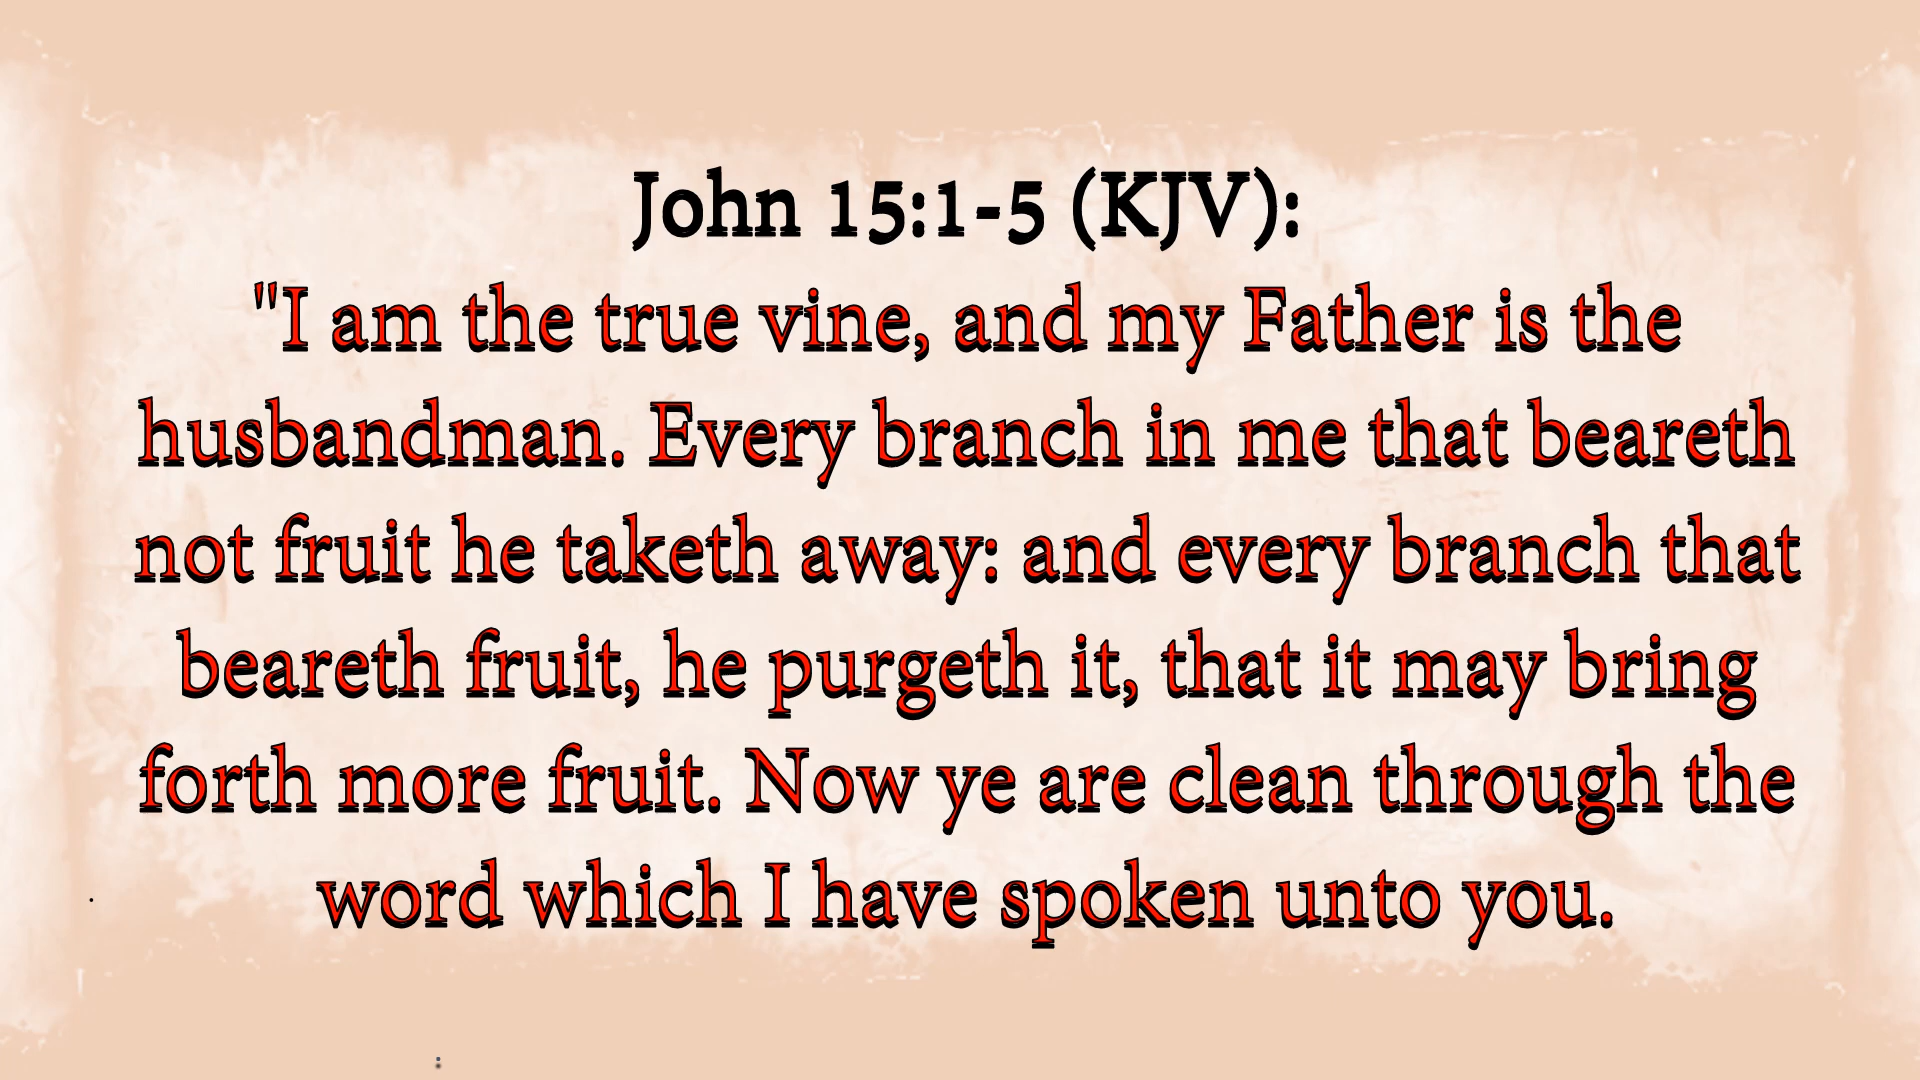 John 15:1-5 (KJV):
"I am the true vine, and my Father is the
husbandman. Every branch in me that beareth
not fruit he taketh away: and every branch that
beareth fruit, he purgeth it, that it may bring
forth more fruit. Now ye are clean through the
word which I have spoken unto you.